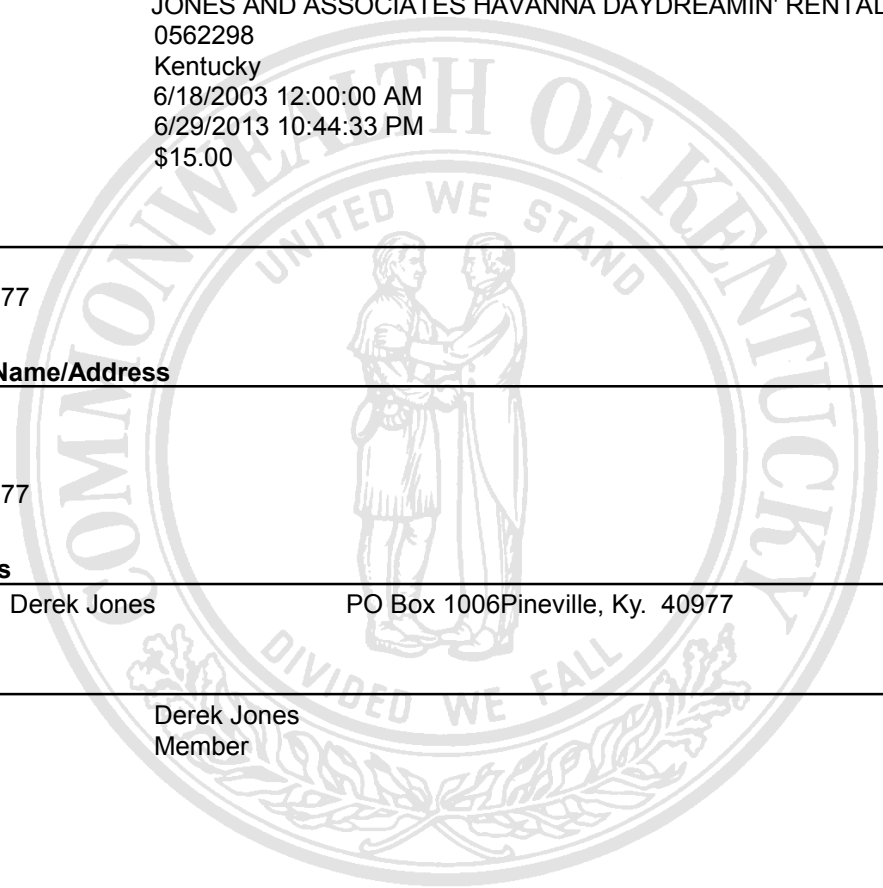 JONES AND ASSOCIATES HAVANNA DAYDREAMIN' RENTAL
0562298
Kentucky
6/18/2003 12:00:00 AM
6/29/2013 10:44:33 PM
$15.00
COMMONWEALTH OF KENTUCKY
UNITED WE STAND
77
Name/Address
77
s
Derek Jones PO Box 1006Pineville, Ky. 40977
DIVIDED WE FALL
Derek Jones
Member